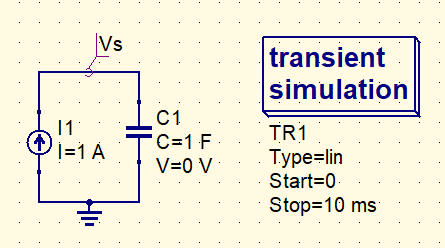 Vs
I1
I=1 A
C1
C=1 F
V=0 V
transient
simulation
TR1
Type=lin
Start=0
Stop=10 ms